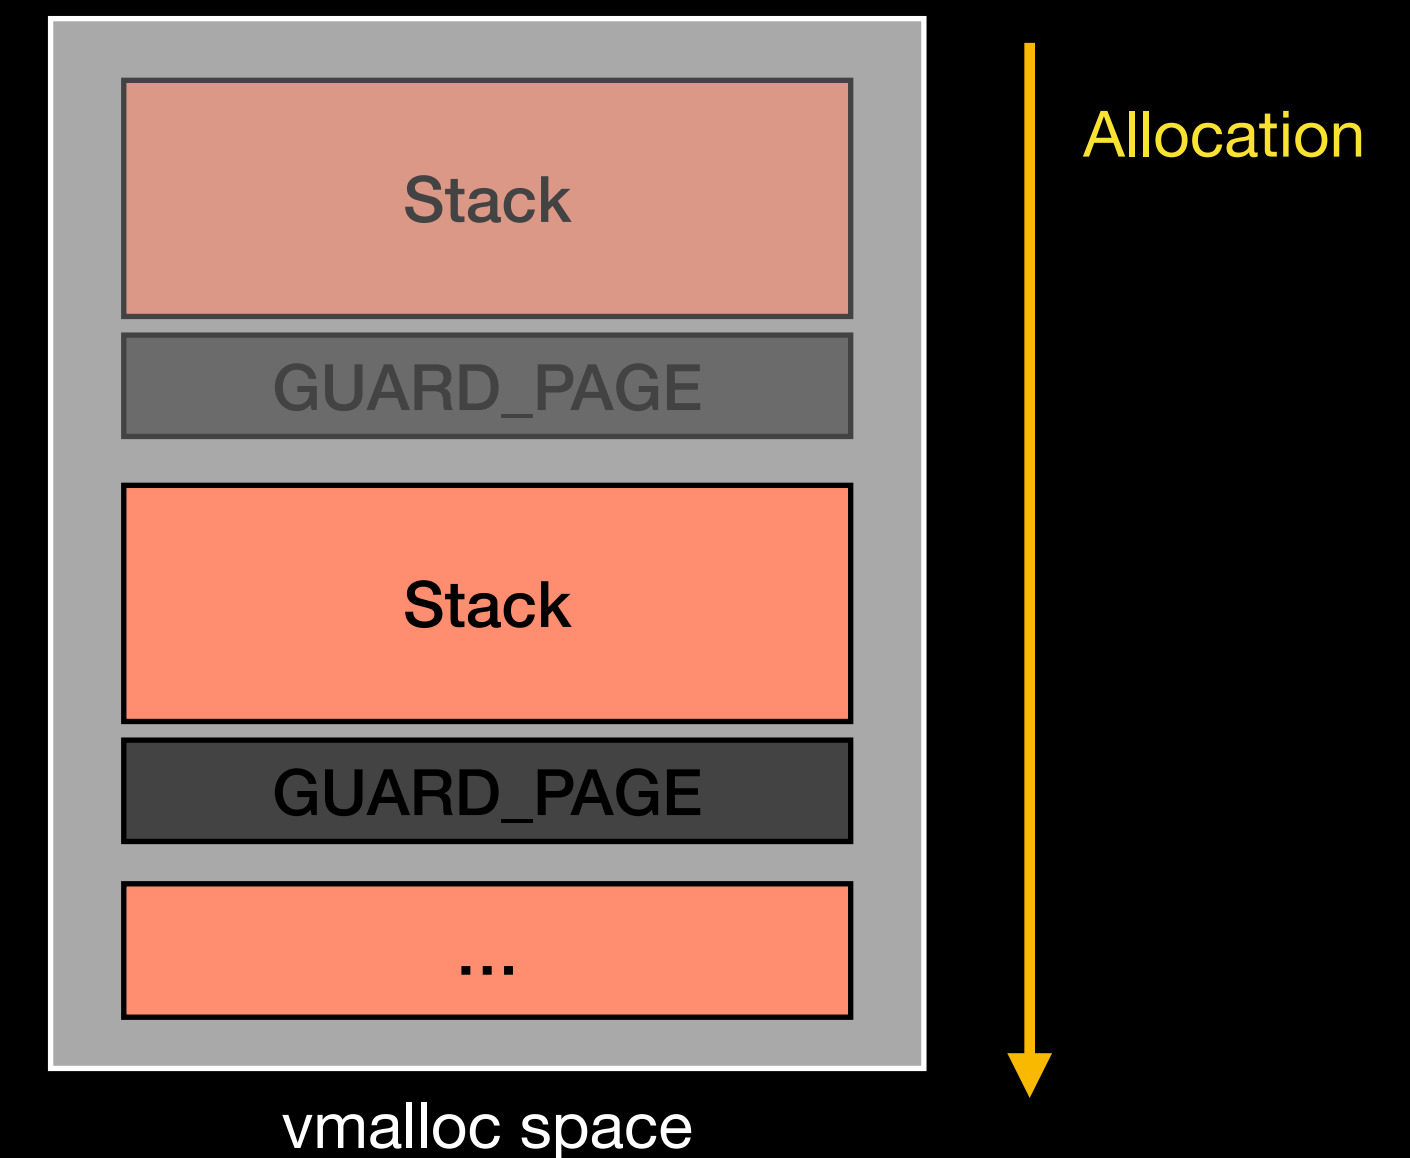 Allocation
Stack
GUARD_PAGE
Stack
GUARD_PAGE
...
vmalloc space